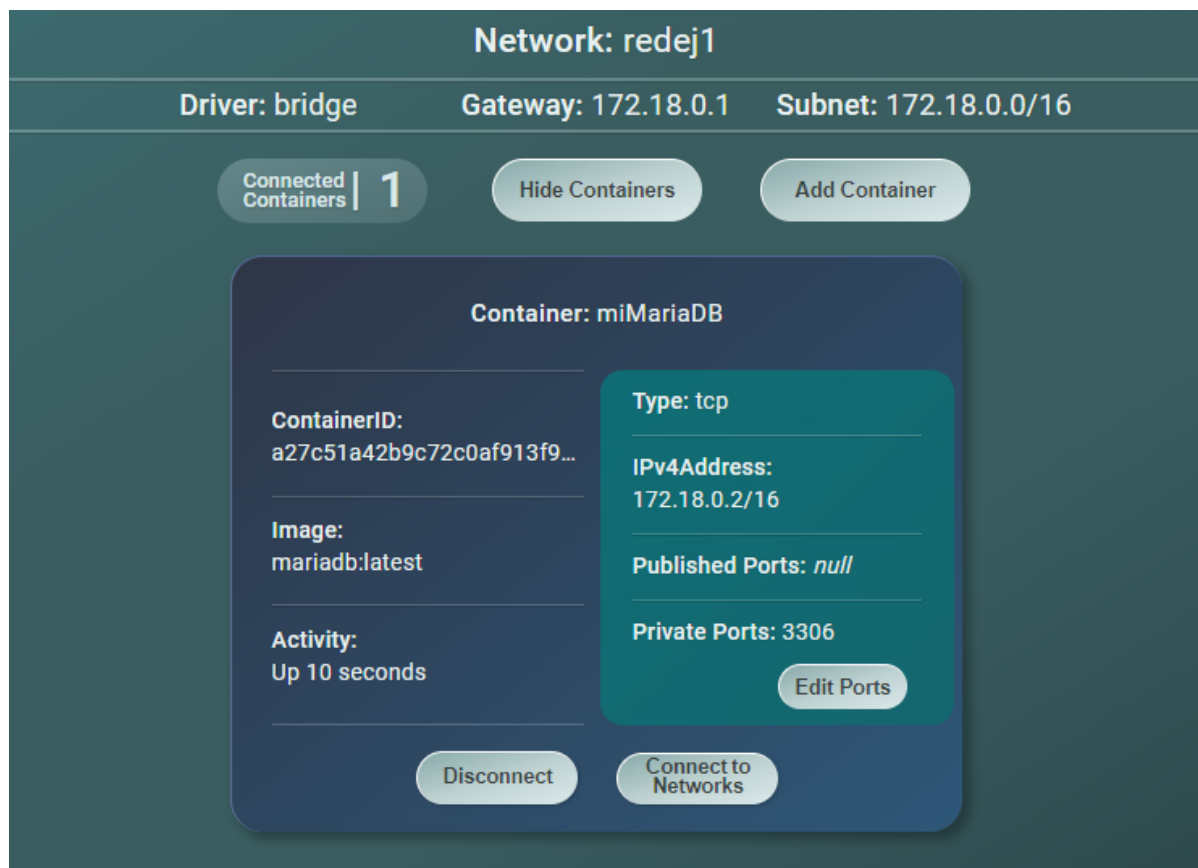 Network: redej1
Driver: bridge Gateway: 172.18.0.1 Subnet: 172.18.0.0/16
Connected
Containers 1
Hide Containers
Add Container
Container: miMariaDB
ContainerID:
a27c51a42b9c72c0af913f9...
Image:
mariadb:latest
Activity:
Up 10 seconds
Type: tcp
IPv4Address:
172.18.0.2/16
Published Ports: null
Private Ports: 3306
Edit Ports
Disconnect
Connect to
Networks